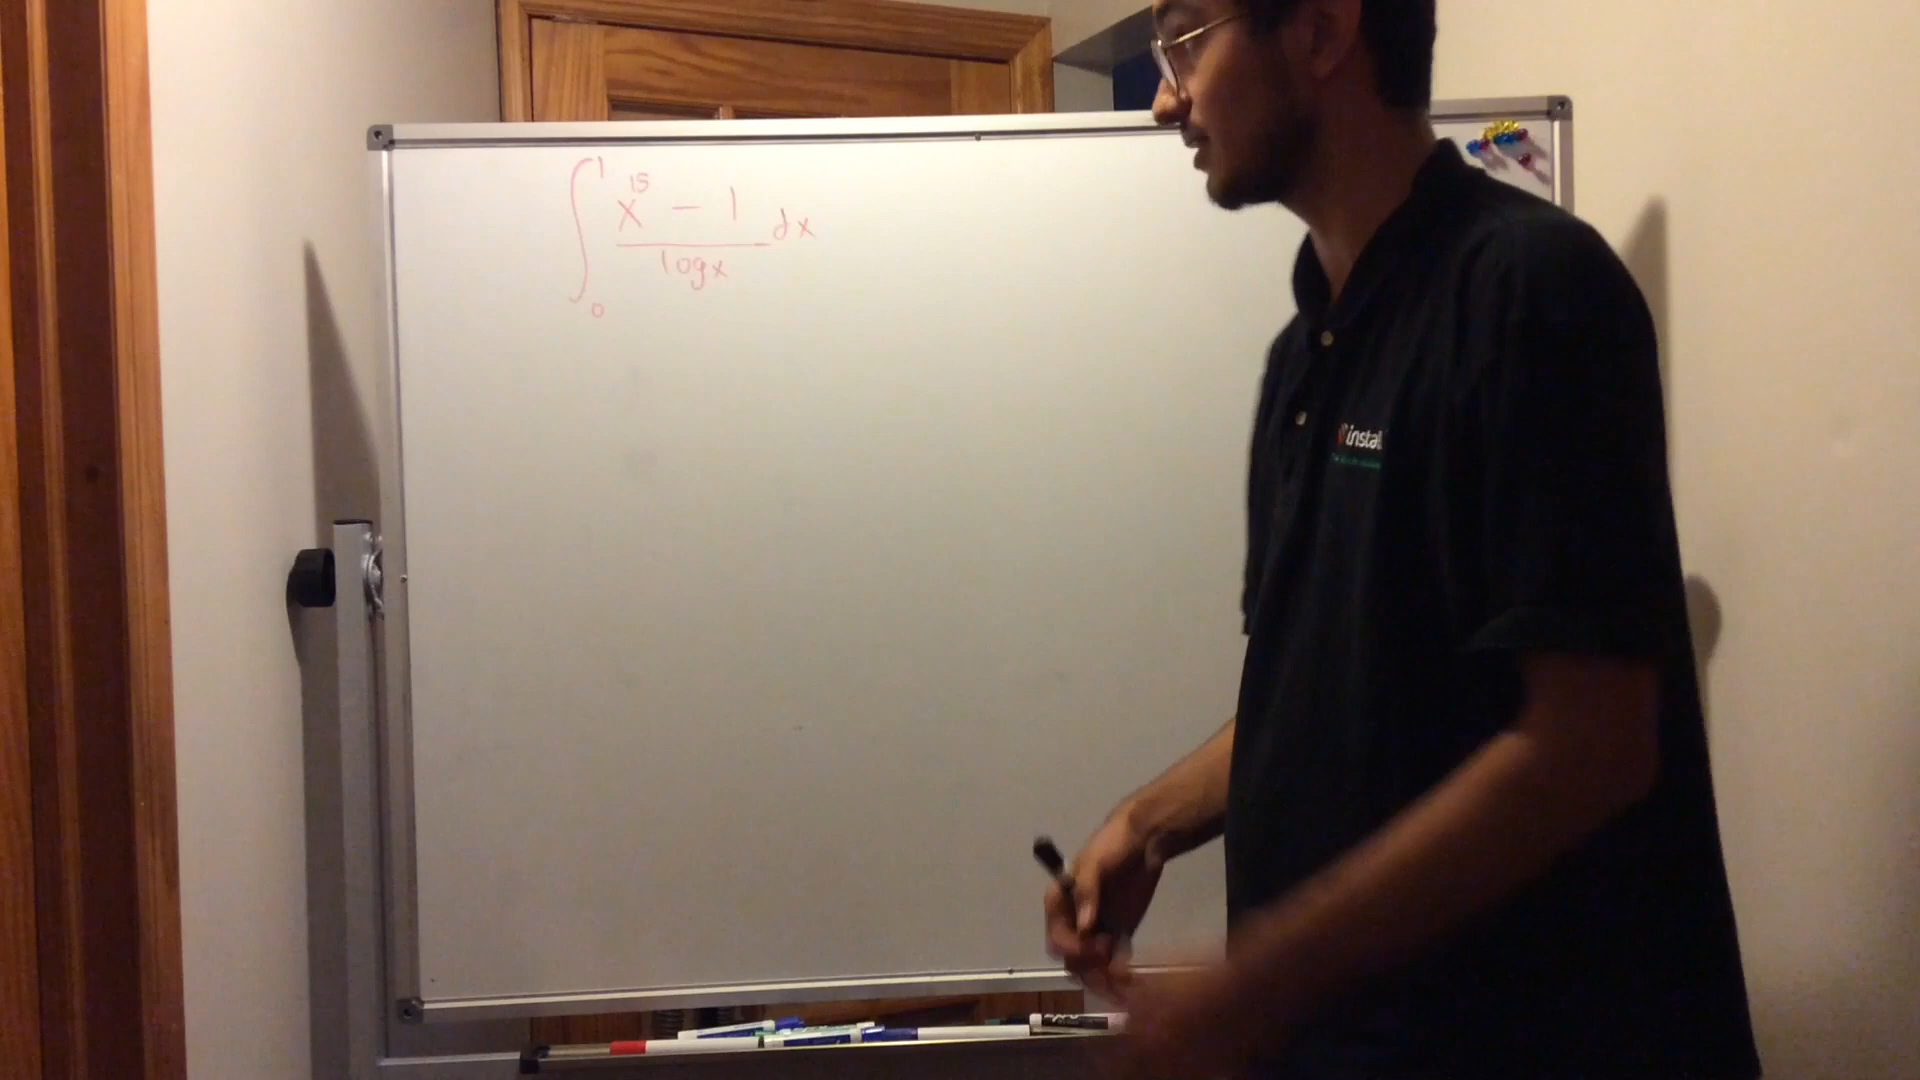 ∫₀¹ (x¹⁵ − 1)/(log x) dx